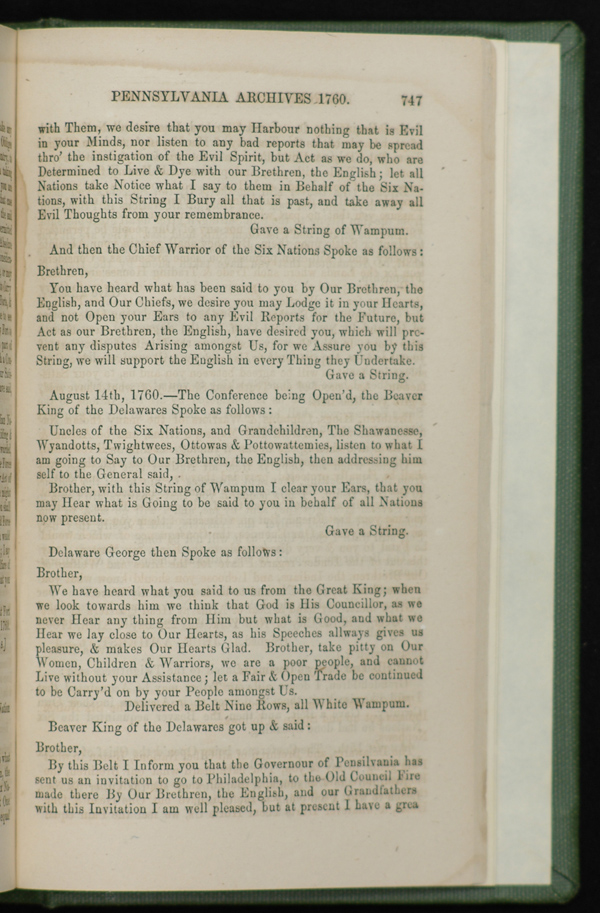 PENNSYLVANIA ARCHIVES 1760. 747
with Them, we desire that you may Harbour nothing that is Evil
in your Minds, nor listen to any bad reports that may be spread
thro' the instigation of the Evil Spirit, but Act as we do, who are
Determined to Live & Dye with our Brethren, the English; let all
Nations take Notice what I say to them in Behalf of the Six Na-
tions, with this String I Bury all that is past, and take away all
Evil Thoughts from your remembrance.
Gave a String of Wampum.
And then the Chief Warrior of the Six Nations Spoke as follows:
Brethren,
You have heard what has been said to you by Our Brethren, the
English, and Our Chiefs, we desire you may Lodge it in your Hearts,
and not Open your Ears to any Evil Reports for the Future, but
Act as our Brethren, the English, have desired you, which will pre-
vent any disputes Arising amongst Us, for we Assure you by this
String, we will support the English in every Thing they Undertake.
Gave a String.
August 14th, 1760.—The Conference being Open'd, the Beaver
King of the Delawares Spoke as follows:
Uncles of the Six Nations, and Grandchildren, The Shawanesse,
Wyandotts, Twightwees, Ottowas & Pottowattemies, listen to what I
am going to Say to Our Brethren, the English, then addressing him
self to the General said,
Brother, with this String of Wampum I clear your Ears, that you
may Hear what is Going to be said to you in behalf of all Nations
now present.
Gave a String.
Delaware George then Spoke as follows:
Brother,
We have heard what you said to us from the Great King; when
we look towards him we think that God is His Councillor, as we
never Hear any thing from Him but what is Good, and what we
Hear we lay close to Our Hearts, as his Speeches allways gives us
pleasure, & makes Our Hearts Glad. Brother, take pitty on Our
Women, Children & Warriors, we are a poor people, and cannot
Live without your Assistance; let a Fair & Open Trade be continued
to be Carry'd on by your People amongst Us.
Delivered a Belt Nine Rows, all White Wampum.
Beaver King of the Delawares got up & said:
Brother,
By this Belt I Inform you that the Governour of Pensilvania has
sent us an invitation to go to Philadelphia, to the Old Council Fire
made there By Our Brethren, the English, and our Grandfathers
with this Invitation I am well pleased, but at present I have a grea